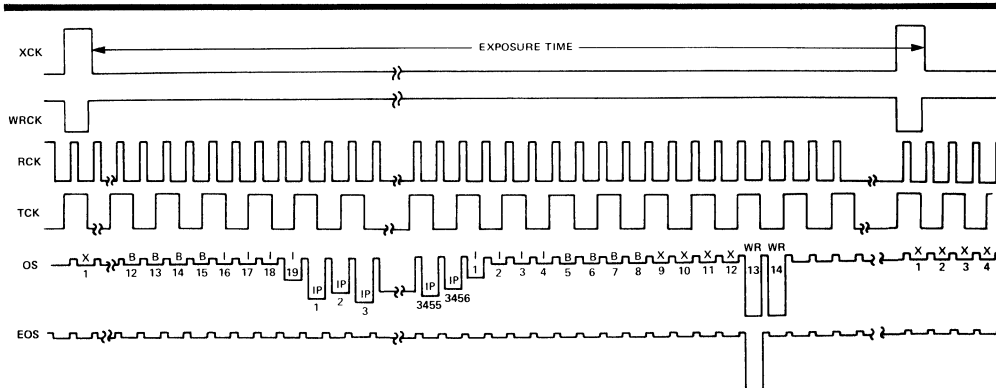 XCK
EXPOSURE TIME
WRCK
RCK
TCK
OS
X B B B B I I I I IP IP IP IP IP I I I I B B B B X X X X WR WR X X X X
1 12 13 14 15 16 17 18 19 1 2 3 3455 3456 1 2 3 4 5 6 7 8 9 10 11 12 13 14 1 2 3 4
EOS